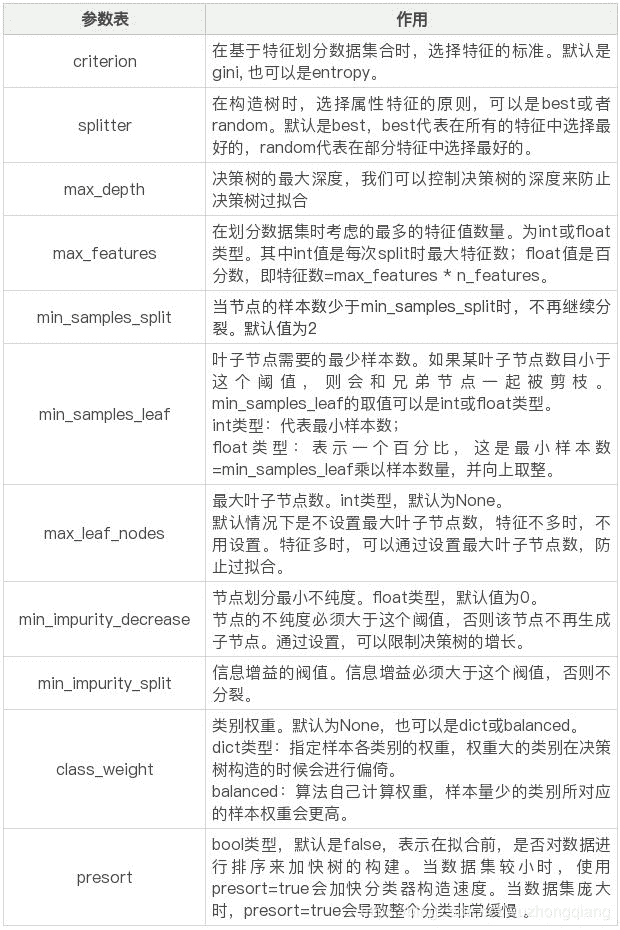 参数表
作用
criterion
在基于特征划分数据集合时，选择特征的标准。默认是
gini, 也可以是entropy。
splitter
在构造树时，选择属性特征的原则，可以是best或者
random。默认是best，best代表在所有的特征中选择最
好的，random代表在部分特征中选择最好的。
max_depth
决策树的最大深度，我们可以控制决策树的深度来防止
决策树过拟合
max_features
在划分数据集时考虑的最多的特征值数量。为int或float
类型。其中int值是每次split时最大特征数；float值是百
分数，即特征数=max_features * n_features。
min_samples_split
当节点的样本数少于min_samples_split时，不再继续分
裂。默认值为2
min_samples_leaf
叶子节点需要的最少样本数。如果某叶子节点数目小于
这个阈值，则会和兄弟节点一起被剪枝。
min_samples_leaf的取值可以是int或float类型。
int类型：代表最小样本数；
float类型：表示一个百分比，这是最小样本数
=min_samples_leaf乘以样本数量，并向上取整。
max_leaf_nodes
最大叶子节点数。int类型，默认为None。
默认情况下是不设置最大叶子节点数，特征不多时，不
用设置。特征多时，可以通过设置最大叶子节点数，防
止过拟合。
min_impurity_decrease
节点划分最小不纯度。float类型，默认值为0。
节点的不纯度必须大于这个阈值，否则该节点不再生成
子节点。通过设置，可以限制决策树的增长。
min_impurity_split
信息增益的阀值。信息增益必须大于这个阀值，否则不
分裂。
class_weight
类别权重。默认为None，也可以是dict或balanced。
dict类型：指定样本各类别的权重，权重大的类别在决策
树构造的时候会进行偏倚。
balanced：算法自己计算权重，样本量少的类别所对应
的样本权重会更高。
presort
bool类型，默认是false，表示在拟合前，是否对数据进
行排序来加快树的构建。当数据集较小时，使用
presort=true会加快分类器构造速度。当数据集庞大
时，presort=true会导致整个分类非常缓慢 。
zhongqiang